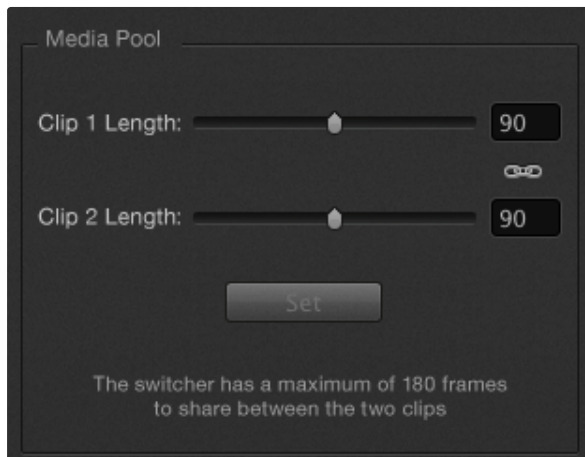 Media Pool
Clip 1 Length: 90
Clip 2 Length: 90
Set
The switcher has a maximum of 180 frames
to share between the two clips